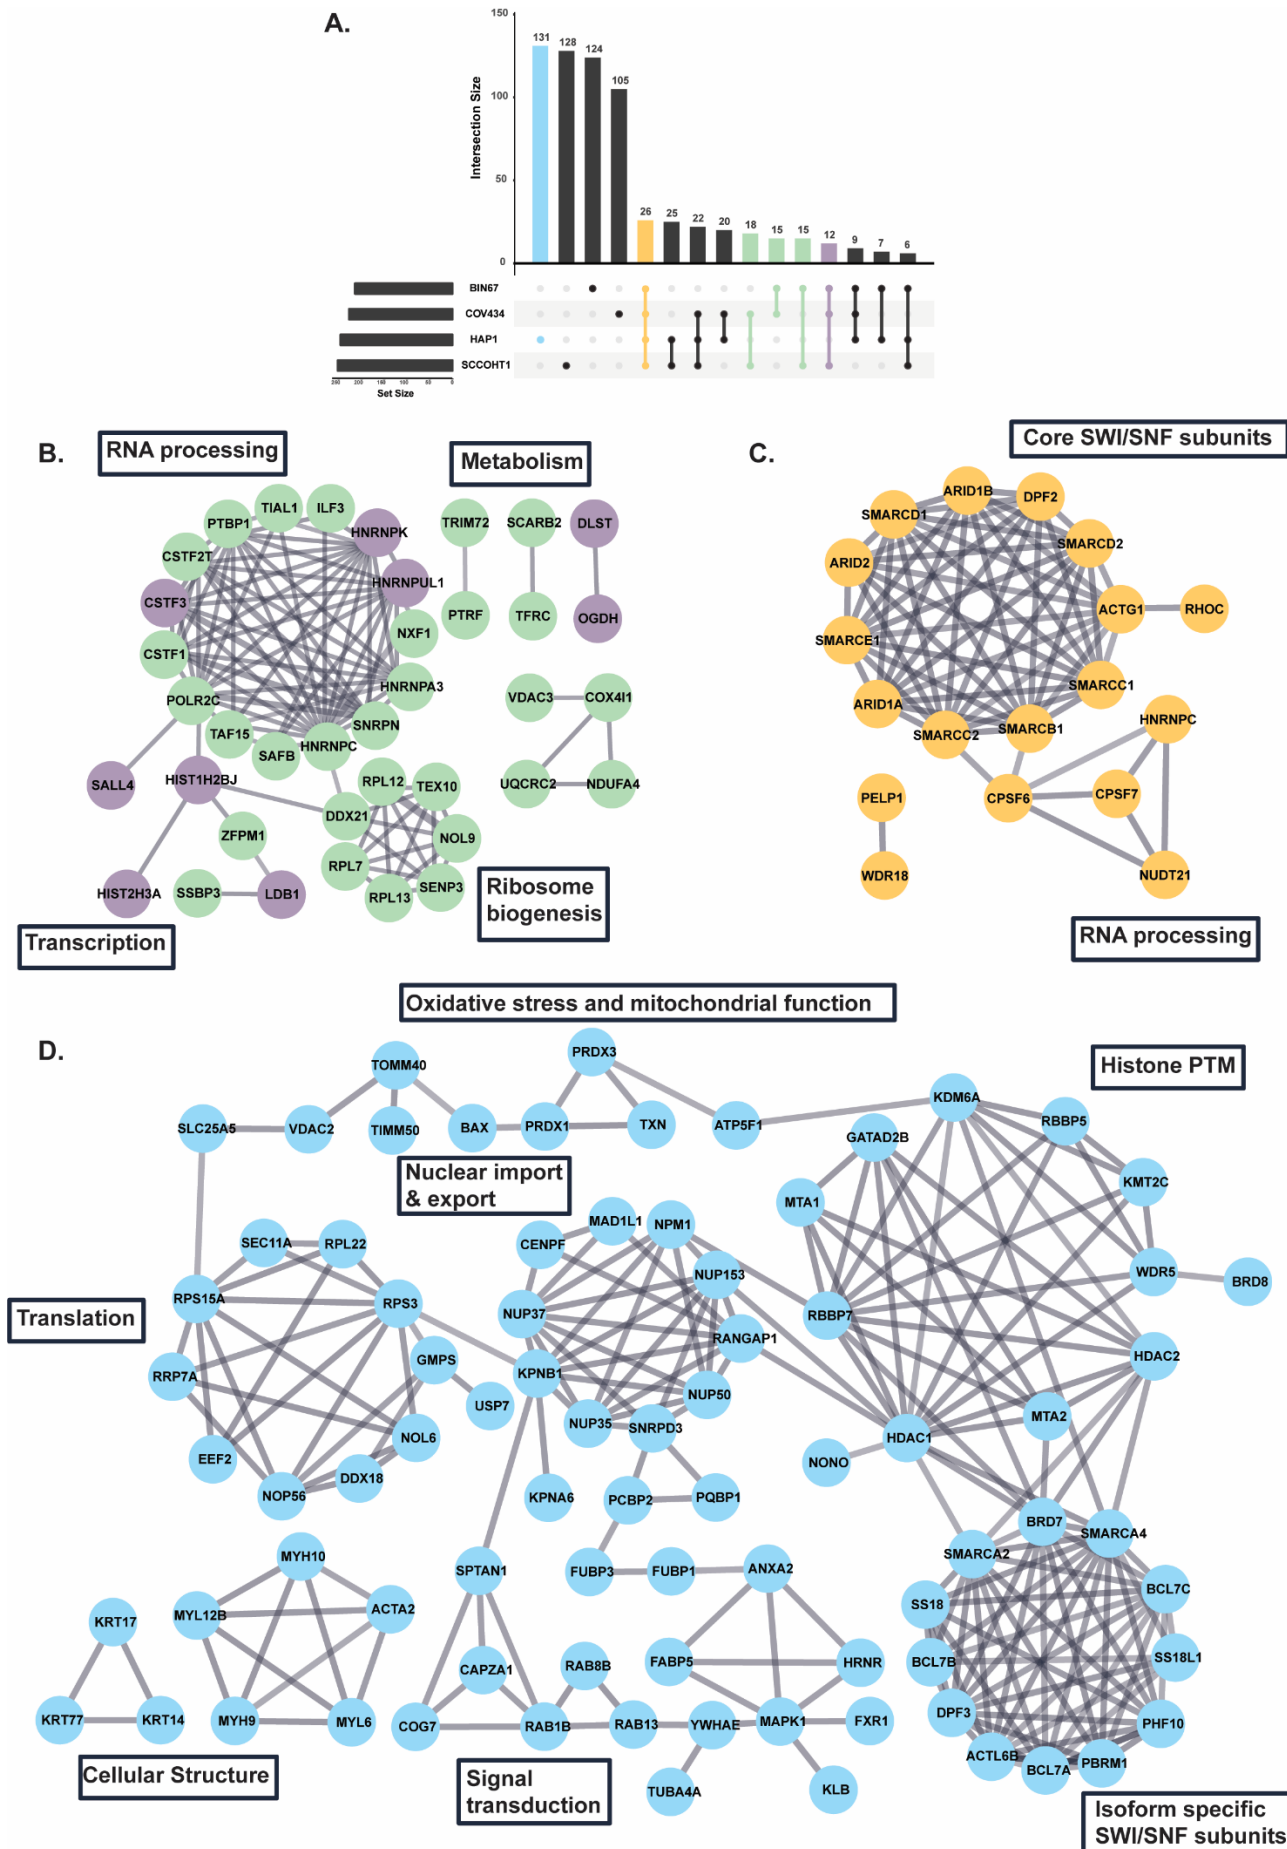 A.
150
100
50
0
Intersection Size
131
128
124
105
26
25
22
20
18
15
15
12
9
7
6
BIN67
COV434
HAP1
SCCOHT1
250
200
150
100
50
0
Set Size
B.
RNA processing
Metabolism
TIAL1
ILF3
PTBP1
HNRNPK
CSTF2T
HNRNPUL1
CSTF3
NXF1
CSTF1
HNRNPA3
POLR2C
SNRPN
TAF15
HNRNPC
SAFB
SALL4
HIST1H2BJ
RPL12
TEX10
DDX21
ZFPM1
NOL9
RPL7
SENP3
HIST2H3A
SSBP3
LDB1
RPL13
TRIM72
SCARB2
DLST
PTRF
TFRC
OGDH
VDAC3
COX4I1
UQCRC2
NDUFA4
Ribosome
biogenesis
Transcription
C.
Core SWI/SNF subunits
ARID1B
DPF2
SMARCD1
SMARCD2
ARID2
ACTG1
RHOC
SMARCE1
SMARCC1
ARID1A
SMARCB1
HNRNPC
SMARCC2
PELP1
CPSF6
CPSF7
WDR18
NUDT21
RNA processing
D.
Oxidative stress and mitochondrial function
Histone PTM
TOMM40
PRDX3
SLC25A5
VDAC2
TIMM50
BAX
PRDX1
TXN
ATP5F1
KDM6A
RBBP5
GATAD2B
KMT2C
MTA1
WDR5
BRD8
RBBP7
HDAC2
MTA2
HDAC1
NONO
Nuclear import
& export
MAD1L1
NPM1
CENPF
NUP153
NUP37
RANGAP1
KPNB1
NUP50
NUP35
SNRPD3
KPNA6
PCBP2
PQBP1
SEC11A
RPL22
RPS15A
RPS3
Translation
RRP7A
GMPS
USP7
NOL6
EEF2
DDX18
NOP56
BRD7
SMARCA4
SMARCA2
BCL7C
SS18
SS18L1
BCL7B
DPF3
PHF10
ACTL6B
PBRM1
BCL7A
MYH10
MYL12B
ACTA2
KRT17
KRT77
KRT14
MYH9
MYL6
SPTAN1
FUBP3
FUBP1
ANXA2
CAPZA1
RAB8B
FABP5
HRNR
COG7
RAB1B
RAB13
YWHAE
MAPK1
FXR1
TUBA4A
KLB
Cellular Structure
Signal
transduction
Isoform specific
SWI/SNF subunits